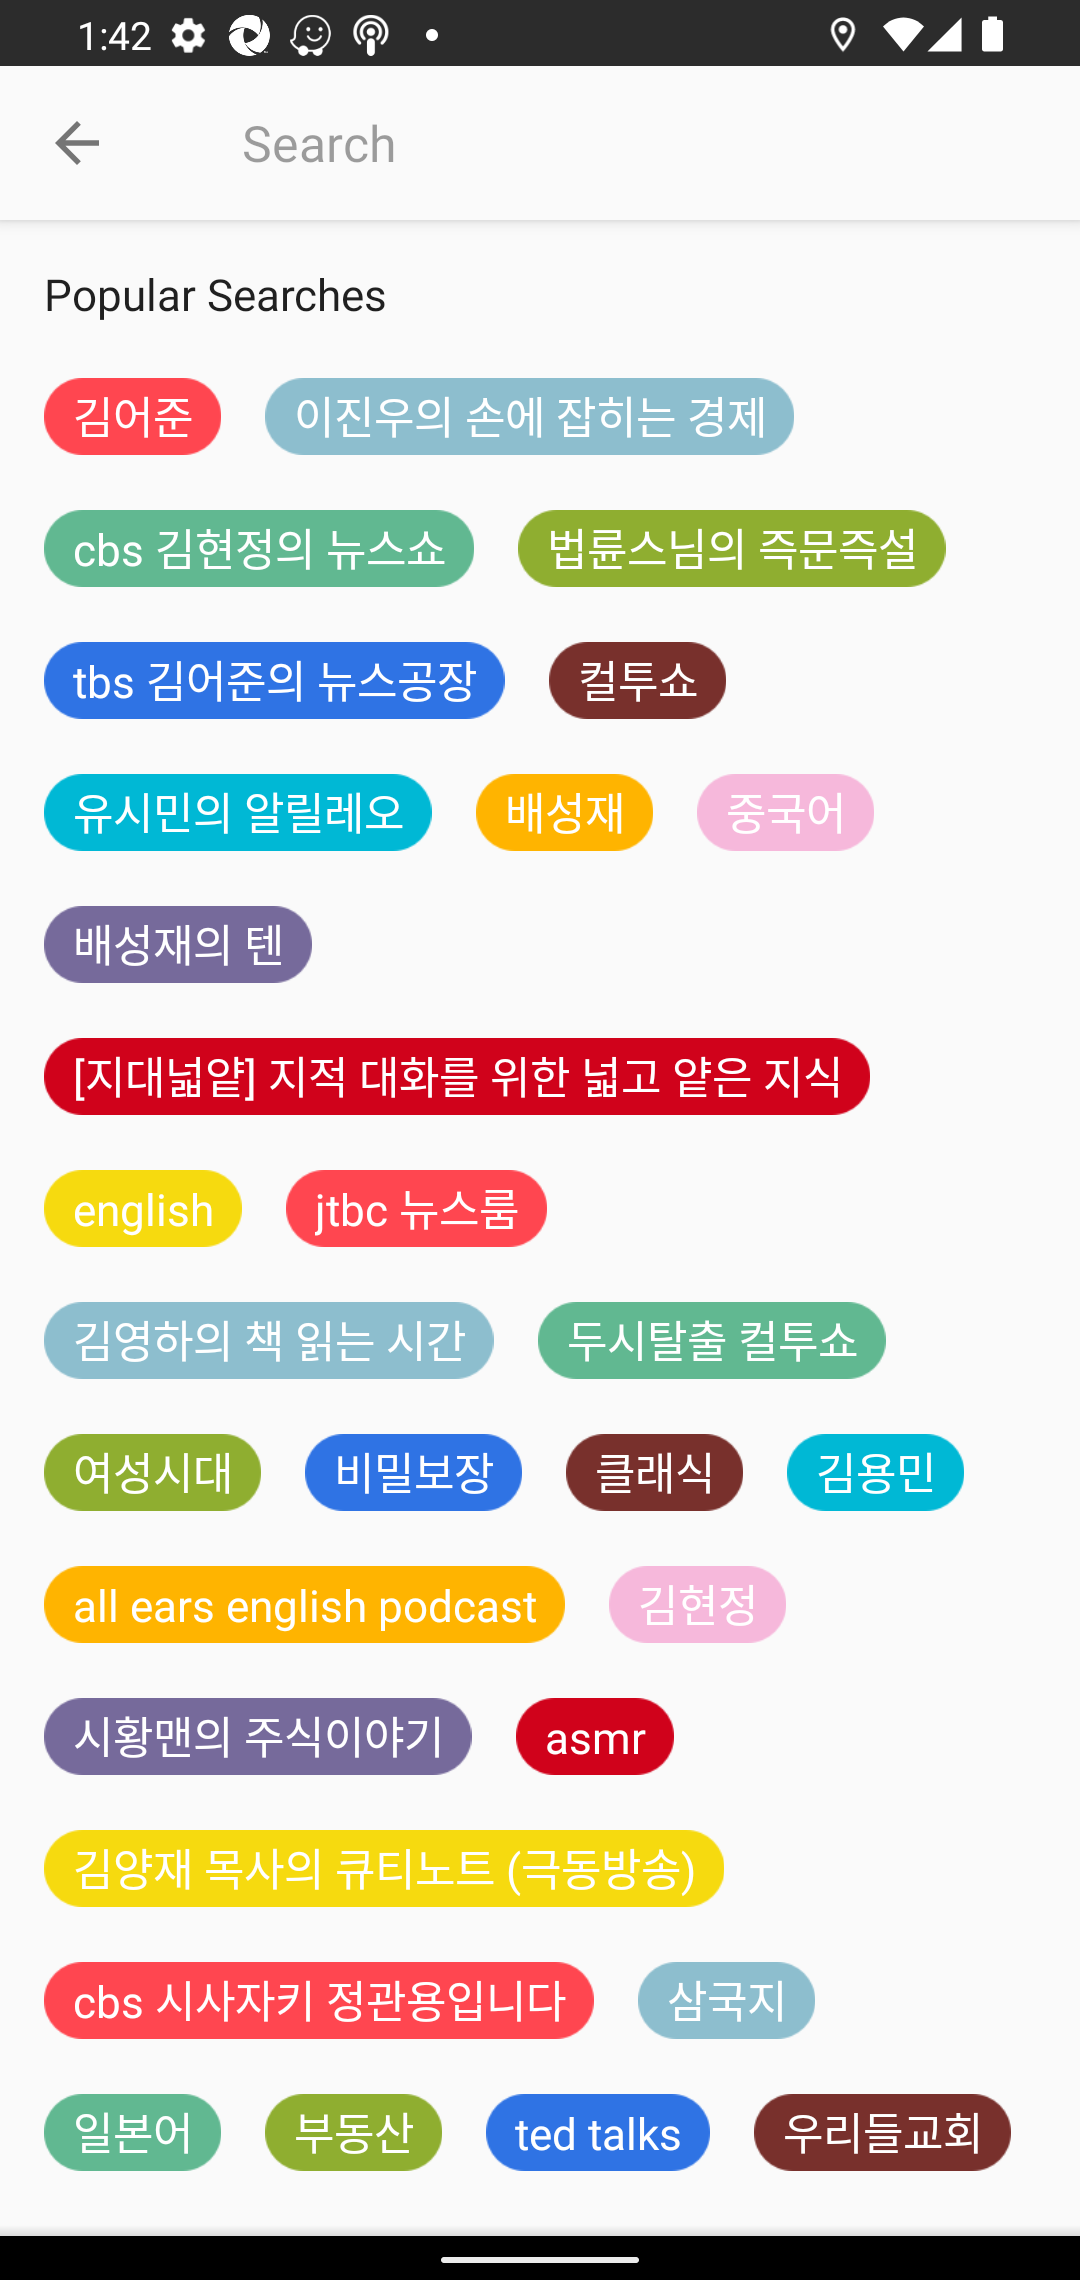 1:42
Search
Popular Searches
김어준 이진우의 손에 잡히는 경제
cbs 김현정의 뉴스쇼 법륜스님의 즉문즉설
tbs 김어준의 뉴스공장 컬투쇼
유시민의 알릴레오 배성재 중국어
배성재의 텐
[지대넓얕] 지적 대화를 위한 넓고 얕은 지식
english jtbc 뉴스룸
김영하의 책 읽는 시간 두시탈출 컬투쇼
여성시대 비밀보장 클래식 김용민
all ears english podcast 김현정
시황맨의 주식이야기 asmr
김양재 목사의 큐티노트 (극동방송)
cbs 시사자키 정관용입니다 삼국지
일본어 부동산 ted talks 우리들교회